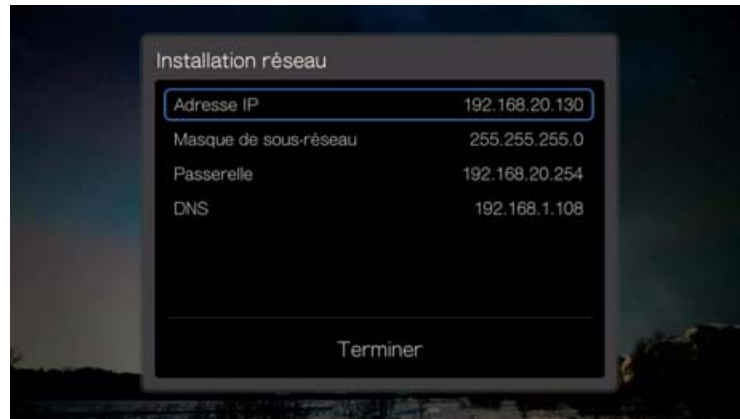 Installation réseau
Adresse IP 192.168.20.130
Masque de sous-réseau 255.255.255.0
Passerelle 192.168.20.254
DNS 192.168.1.108
Terminer